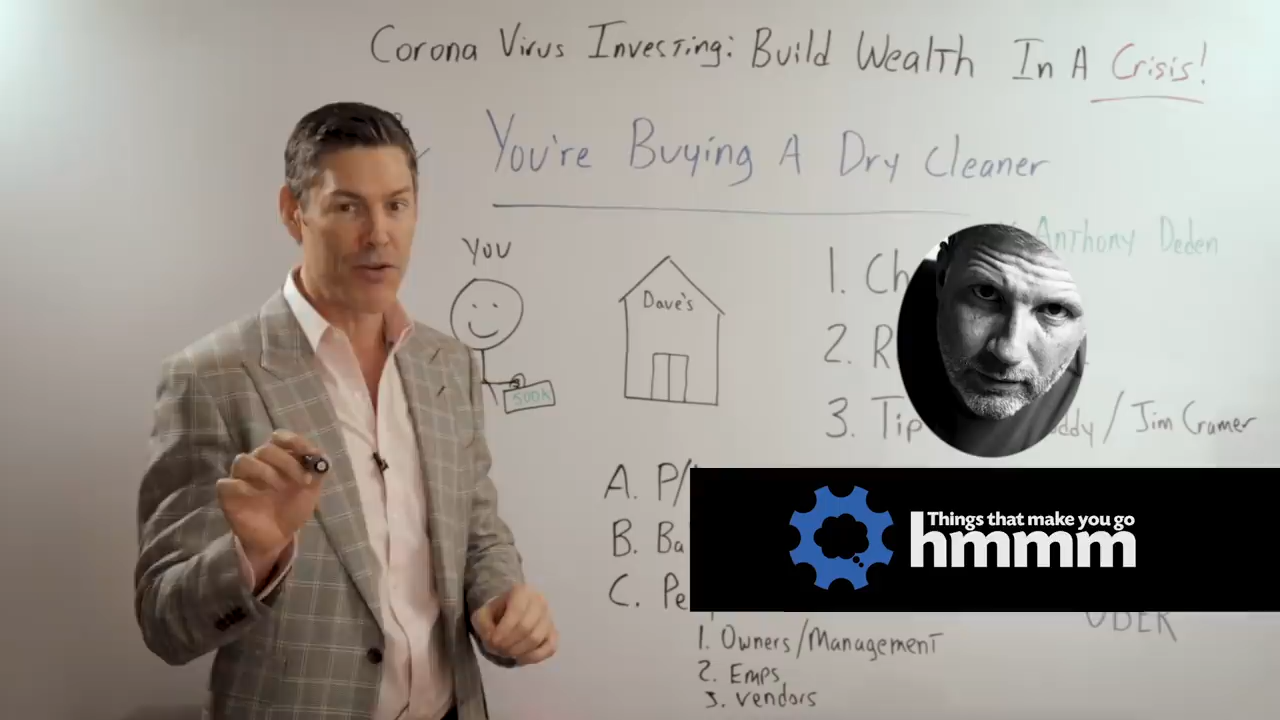 Corona Virus Investing: Build Wealth In A Crisis!
You're Buying A Dry Cleaner
Anthony Deden
YOU
Dave's
500K
1. Ch
2. R
3. Tip / Jim Cramer
A. P/
B. Ba
C. Pe
Things that make you go
hmmm
UBER
1. Owners/Management
2. Emps
3. Vendors